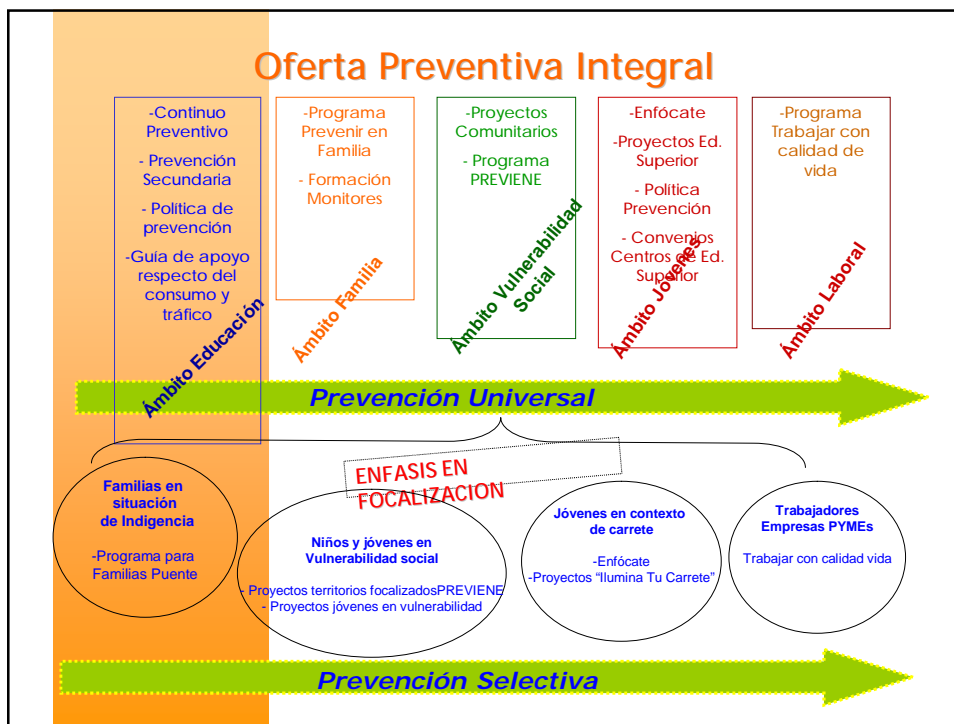 Oferta Preventiva Integral
-Continuo
Preventivo
- Prevención
Secundaria
- Política de
prevención
-Guía de apoyo
respecto del
consumo y
tráfico
Ámbito Educación
-Programa
Prevenir en
Familia
- Formación
Monitores
Ámbito Familia
-Proyectos
Comunitarios
- Programa
PREVIENE
Ámbito Vulnerabilidad
Social
-Enfócate
-Proyectos Ed.
Superior
- Política
Prevención
- Convenios
Centros de Ed.
Superior
Ámbito Jóvenes
-Programa
Trabajar con
calidad de
vida
Ámbito Laboral
Prevención Universal
ENFASIS EN
FOCALIZACION
Familias en
situación
de Indigencia
-Programa para
Familias Puente
Niños y jóvenes en
Vulnerabilidad social
- Proyectos territorios focalizadosPREVIENE
- Proyectos jóvenes en vulnerabilidad
Jóvenes en contexto
de carrete
-Enfócate
-Proyectos "Ilumina Tu Carrete"
Trabajadores
Empresas PYMEs
Trabajar con calidad vida
Prevención Selectiva